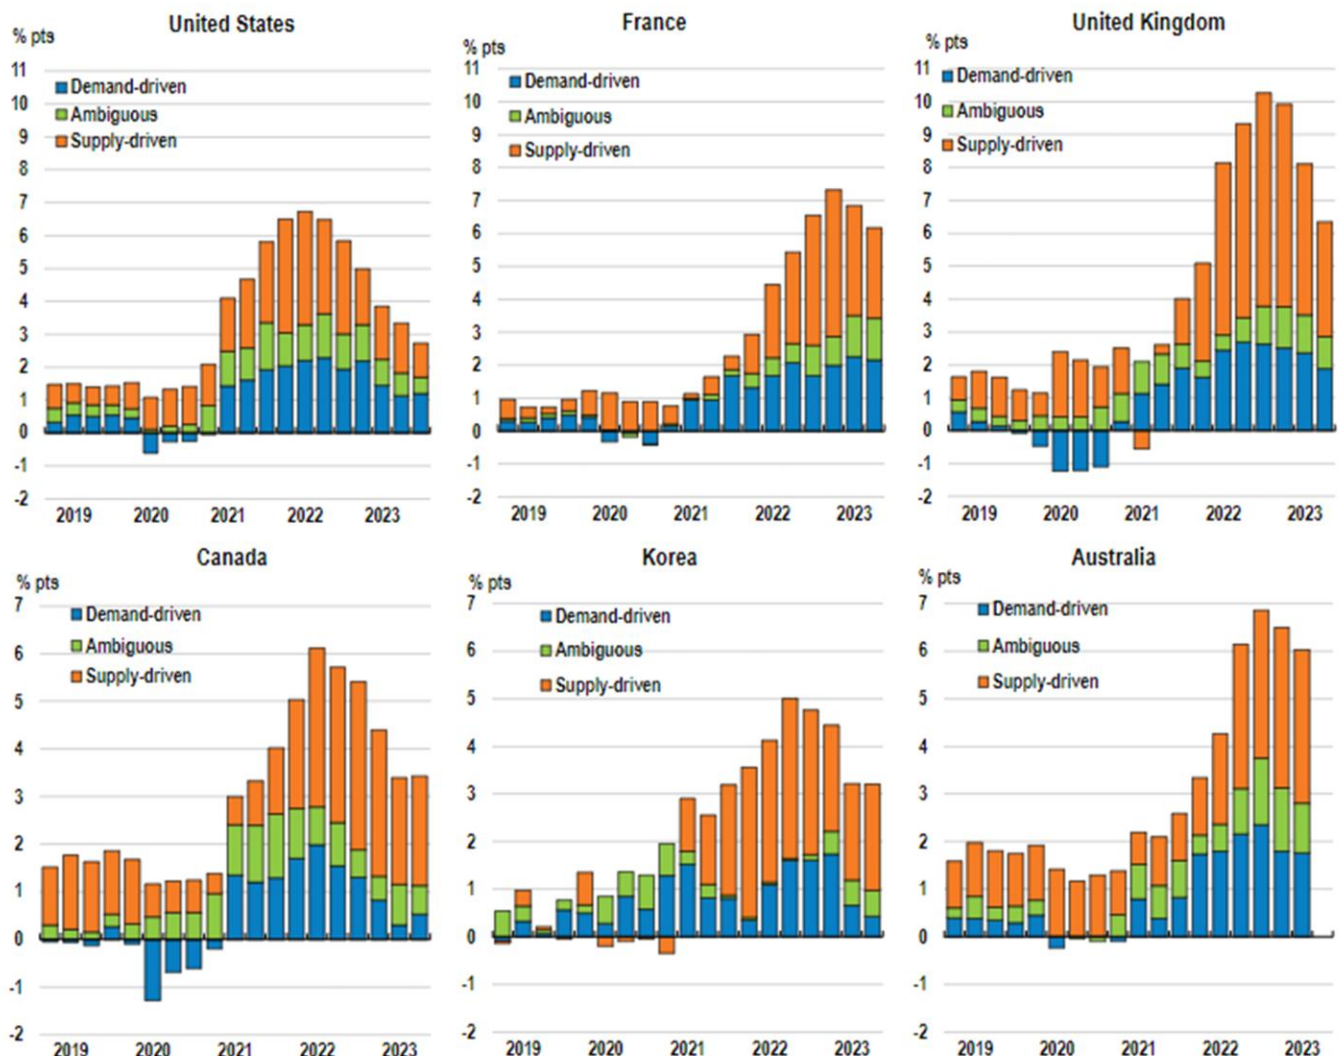 United States
% pts
11
10
9
8
7
6
5
4
3
2
1
0
-1
-2
Demand-driven
Ambiguous
Supply-driven
2019 2020 2021 2022 2023
France
% pts
11
10
9
8
7
6
5
4
3
2
1
0
-1
-2
Demand-driven
Ambiguous
Supply-driven
2019 2020 2021 2022 2023
United Kingdom
% pts
11
10
9
8
7
6
5
4
3
2
1
0
-1
-2
Demand-driven
Ambiguous
Supply-driven
2019 2020 2021 2022 2023
Canada
% pts
7
6
5
4
3
2
1
0
-1
-2
Demand-driven
Ambiguous
Supply-driven
2019 2020 2021 2022 2023
Korea
% pts
7
6
5
4
3
2
1
0
-1
-2
Demand-driven
Ambiguous
Supply-driven
2019 2020 2021 2022 2023
Australia
% pts
7
6
5
4
3
2
1
0
-1
-2
Demand-driven
Ambiguous
Supply-driven
2019 2020 2021 2022 2023